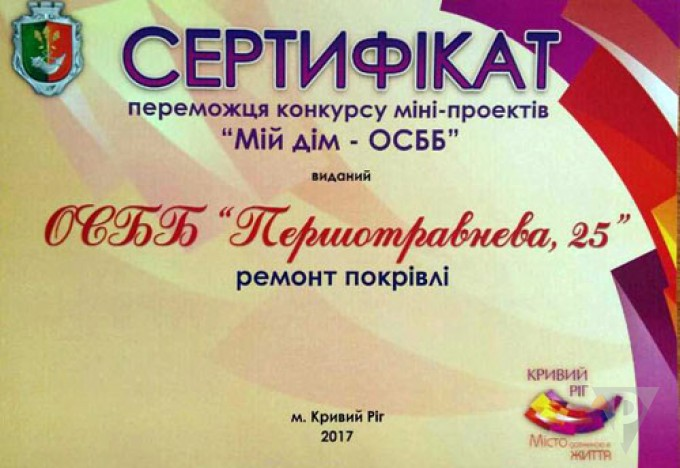 СЕРТИФІКАТ
переможця конкурсу міні-проектів
“Мій дім - ОСББ”
виданий
ОСББ “Першотравнева, 25”
ремонт покрівлі
КРИВИЙ
РІГ
Місто
ЖИТТЯ
м. Кривий Ріг
2017